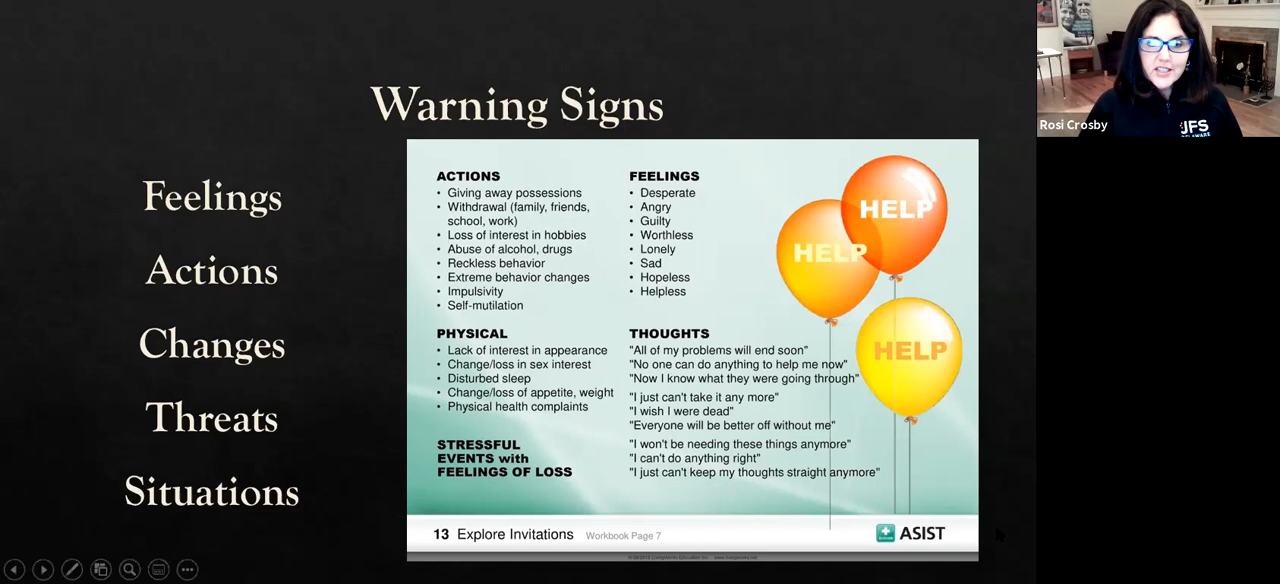 Warning Signs
Feelings
Actions
Changes
Threats
Situations
ACTIONS
• Giving away possessions
• Withdrawal (family, friends,
school, work)
• Loss of interest in hobbies
• Abuse of alcohol, drugs
• Reckless behavior
• Extreme behavior changes
• Impulsivity
• Self-mutilation
FEELINGS
• Desperate
• Angry
• Guilty
• Worthless
• Lonely
• Sad
• Hopeless
• Helpless
HELP
HELP
HELP
PHYSICAL
• Lack of interest in appearance
• Change/loss in sex interest
• Disturbed sleep
• Change/loss of appetite, weight
• Physical health complaints
THOUGHTS
"All of my problems will end soon"
"No one can do anything to help me now"
"Now I know what they were going through"
"I just can't take it any more"
"I wish I were dead"
"Everyone will be better off without me"
"I won't be needing these things anymore"
"I can't do anything right"
"I just can't keep my thoughts straight anymore"
STRESSFUL
EVENTS with
FEELINGS OF LOSS
13 Explore Invitations Workbook Page 7
ASIST
Rosi Crosby
JFS